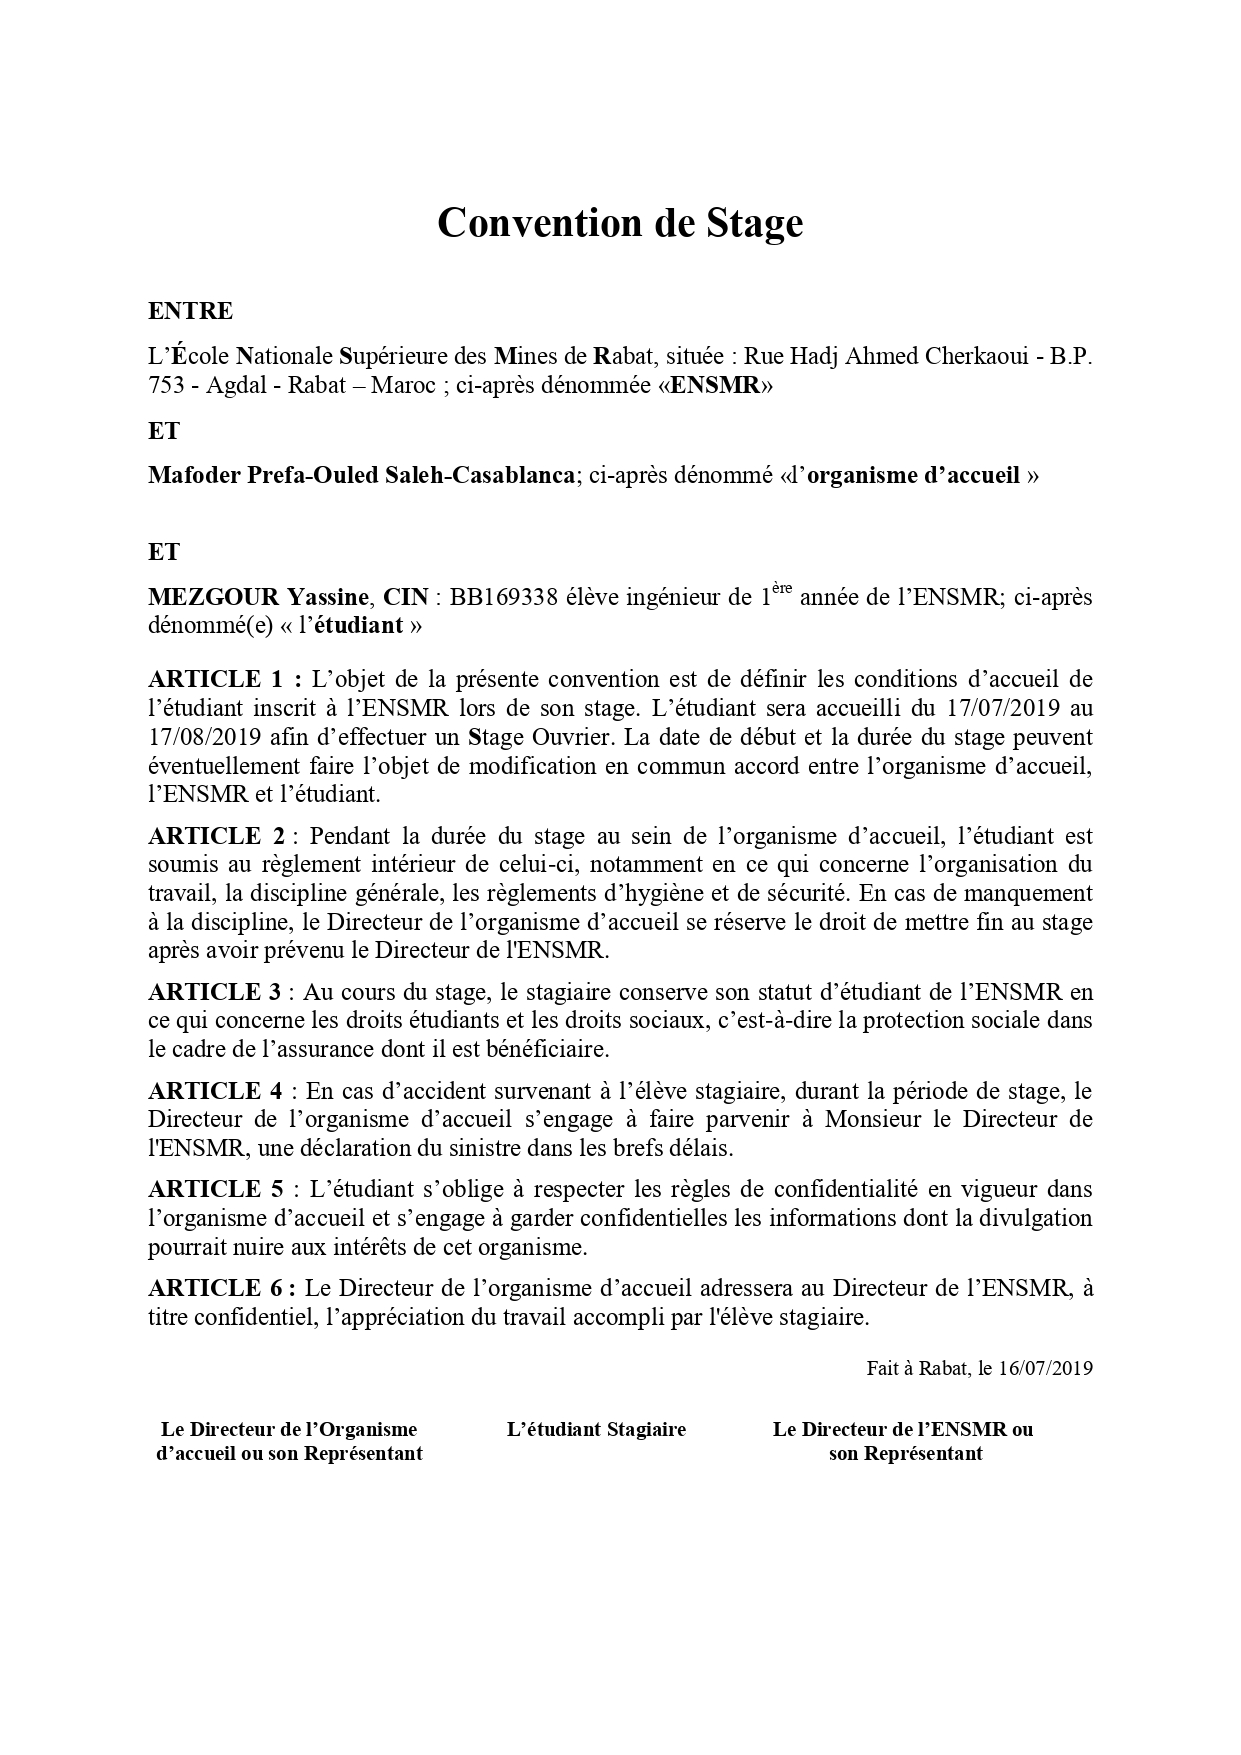 Convention de Stage
ENTRE
L’École Nationale Supérieure des Mines de Rabat, située : Rue Hadj Ahmed Cherkaoui - B.P.
753 - Agdal - Rabat – Maroc ; ci-après dénommée «ENSMR»
ET
Mafoder Prefa-Ouled Saleh-Casablanca; ci-après dénommé «l’organisme d’accueil »
ET
MEZGOUR Yassine, CIN : BB169338 élève ingénieur de 1ère année de l’ENSMR; ci-après
dénommé(e) « l’étudiant »
ARTICLE 1 : L’objet de la présente convention est de définir les conditions d’accueil de
l’étudiant inscrit à l’ENSMR lors de son stage. L’étudiant sera accueilli du 17/07/2019 au
17/08/2019 afin d’effectuer un Stage Ouvrier. La date de début et la durée du stage peuvent
éventuellement faire l’objet de modification en commun accord entre l’organisme d’accueil,
l’ENSMR et l’étudiant.
ARTICLE 2 : Pendant la durée du stage au sein de l’organisme d’accueil, l’étudiant est
soumis au règlement intérieur de celui-ci, notamment en ce qui concerne l’organisation du
travail, la discipline générale, les règlements d’hygiène et de sécurité. En cas de manquement
à la discipline, le Directeur de l’organisme d’accueil se réserve le droit de mettre fin au stage
après avoir prévenu le Directeur de l'ENSMR.
ARTICLE 3 : Au cours du stage, le stagiaire conserve son statut d’étudiant de l’ENSMR en
ce qui concerne les droits étudiants et les droits sociaux, c’est-à-dire la protection sociale dans
le cadre de l’assurance dont il est bénéficiaire.
ARTICLE 4 : En cas d’accident survenant à l’élève stagiaire, durant la période de stage, le
Directeur de l’organisme d’accueil s’engage à faire parvenir à Monsieur le Directeur de
l'ENSMR, une déclaration du sinistre dans les brefs délais.
ARTICLE 5 : L’étudiant s’oblige à respecter les règles de confidentialité en vigueur dans
l’organisme d’accueil et s’engage à garder confidentielles les informations dont la divulgation
pourrait nuire aux intérêts de cet organisme.
ARTICLE 6 : Le Directeur de l’organisme d’accueil adressera au Directeur de l’ENSMR, à
titre confidentiel, l’appréciation du travail accompli par l'élève stagiaire.
Fait à Rabat, le 16/07/2019
Le Directeur de l’Organisme
d’accueil ou son Représentant
L’étudiant Stagiaire
Le Directeur de l’ENSMR ou
son Représentant